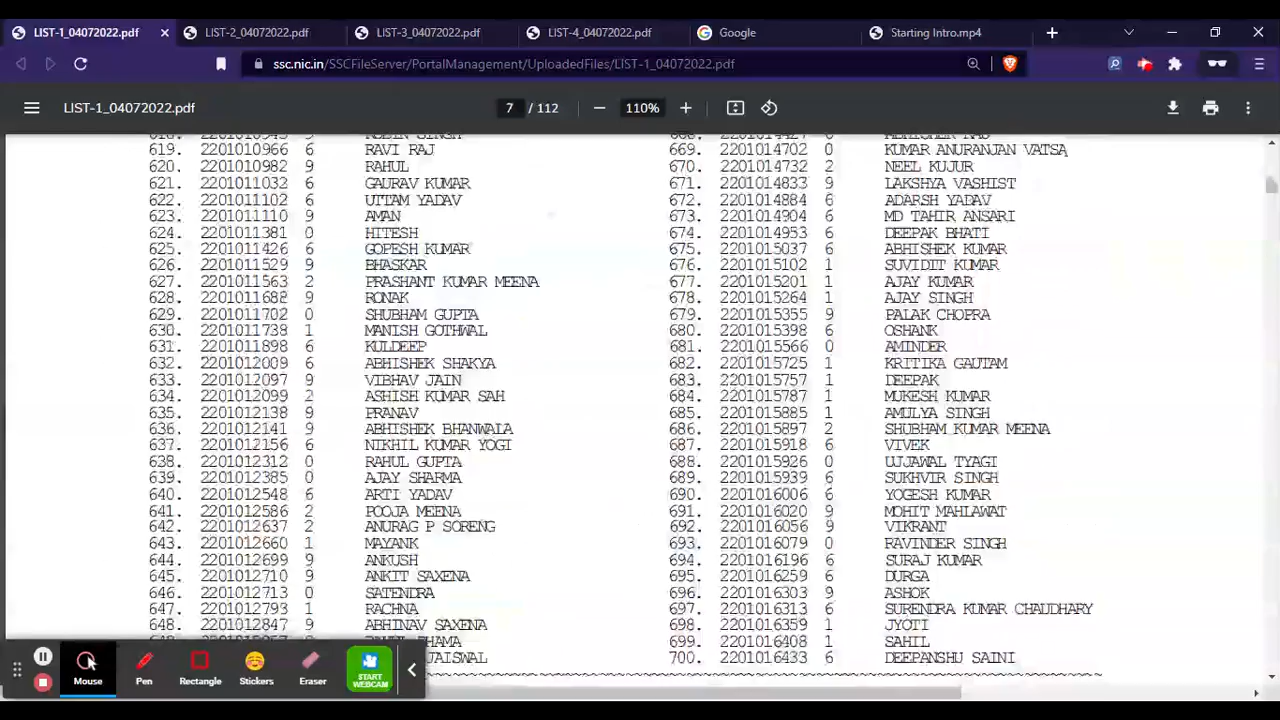 LIST-1_04072022.pdf
LIST-2_04072022.pdf
LIST-3_04072022.pdf
LIST-4_04072022.pdf
Google
Starting Intro.mp4
ssc.nic.in/SSCFileServer/PortalManagement/UploadedFiles/LIST-1_04072022.pdf
LIST-1_04072022.pdf
7 / 112
110%
619. 2201010966 6 RAVI RAJ
620. 2201010982 9 RAHUL
621. 2201011032 6 GAURAV KUMAR
622. 2201011102 6 UTTAM YADAV
623. 2201011110 9 AMAN
624. 2201011381 0 HITESH
625. 2201011426 6 GOPESH KUMAR
626. 2201011529 9 BHASKAR
627. 2201011563 2 PRASHANT KUMAR MEENA
628. 2201011688 9 RONAK
629. 2201011702 0 SHUBHAM GUPTA
630. 2201011738 1 MANISH GOTHWAL
631. 2201011898 6 KULDEEP
632. 2201012009 6 ABHISHEK SHAKYA
633. 2201012097 9 VIBHAV JAIN
634. 2201012099 2 ASHISH KUMAR SAH
635. 2201012138 9 PRANAV
636. 2201012141 9 ABHISHEK BHANWALA
637. 2201012156 6 NIKHIL KUMAR YOGI
638. 2201012312 0 RAHUL GUPTA
639. 2201012385 0 AJAY SHARMA
640. 2201012548 6 ARTI YADAV
641. 2201012586 2 POOJA MEENA
642. 2201012637 2 ANURAG P SORENG
643. 2201012660 1 MAYANK
644. 2201012699 9 ANKUSH
645. 2201012710 9 ANKIT SAXENA
646. 2201012713 0 SATENDRA
647. 2201012793 1 RACHNA
648. 2201012847 9 ABHINAV SAXENA
JAISWAL
669. 2201014702 0 KUMAR ANURANJAN VATSA
670. 2201014732 2 NEEL KUJUR
671. 2201014833 9 LAKSHYA VASHIST
672. 2201014884 6 ADARSH YADAV
673. 2201014904 6 MD TAHIR ANSARI
674. 2201014953 6 DEEPAK BHATI
675. 2201015037 6 ABHISHEK KUMAR
676. 2201015102 1 SUVIDIT KUMAR
677. 2201015201 1 AJAY KUMAR
678. 2201015264 1 AJAY SINGH
679. 2201015355 9 PALAK CHOPRA
680. 2201015398 6 OSHANK
681. 2201015566 0 AMINDER
682. 2201015725 1 KRITIKA GAUTAM
683. 2201015757 1 DEEPAK
684. 2201015787 1 MUKESH KUMAR
685. 2201015885 1 AMULYA SINGH
686. 2201015897 2 SHUBHAM KUMAR MEENA
687. 2201015918 6 VIVEK
688. 2201015926 0 UJJAWAL TYAGI
689. 2201015939 6 SUKHVIR SINGH
690. 2201016006 6 YOGESH KUMAR
691. 2201016020 9 MOHIT MAHLAWAT
692. 2201016056 9 VIKRANT
693. 2201016079 0 RAVINDER SINGH
694. 2201016196 6 SURAJ KUMAR
695. 2201016259 6 DURGA
696. 2201016303 9 ASHOK
697. 2201016313 6 SURENDRA KUMAR CHAUDHARY
698. 2201016359 1 JYOTI
699. 2201016408 1 SAHIL
700. 2201016433 6 DEEPANSHU SAINI
Mouse
Pen
Rectangle
Stickers
Eraser
START WEBCAM